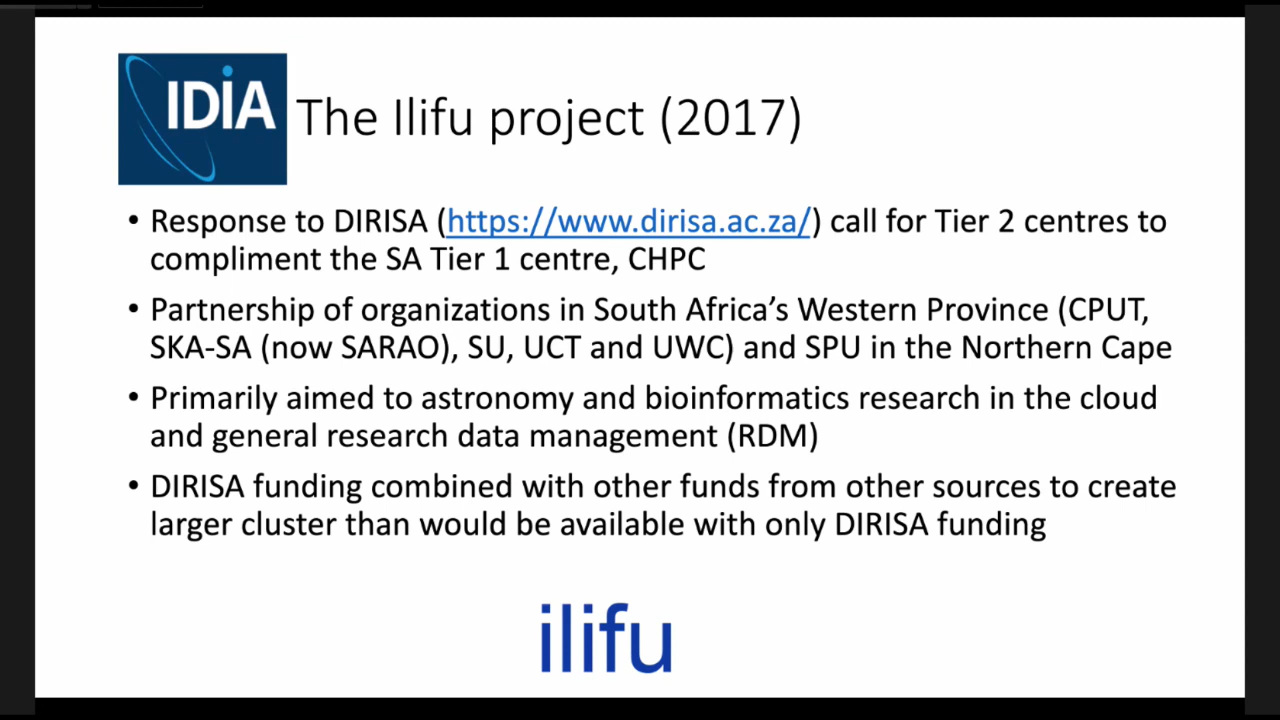 IDiA
The Ilifu project (2017)
• Response to DIRISA (https://www.dirisa.ac.za/) call for Tier 2 centres to
compliment the SA Tier 1 centre, CHPC
• Partnership of organizations in South Africa’s Western Province (CPUT,
SKA-SA (now SARAO), SU, UCT and UWC) and SPU in the Northern Cape
• Primarily aimed to astronomy and bioinformatics research in the cloud
and general research data management (RDM)
• DIRISA funding combined with other funds from other sources to create
larger cluster than would be available with only DIRISA funding
ilifu